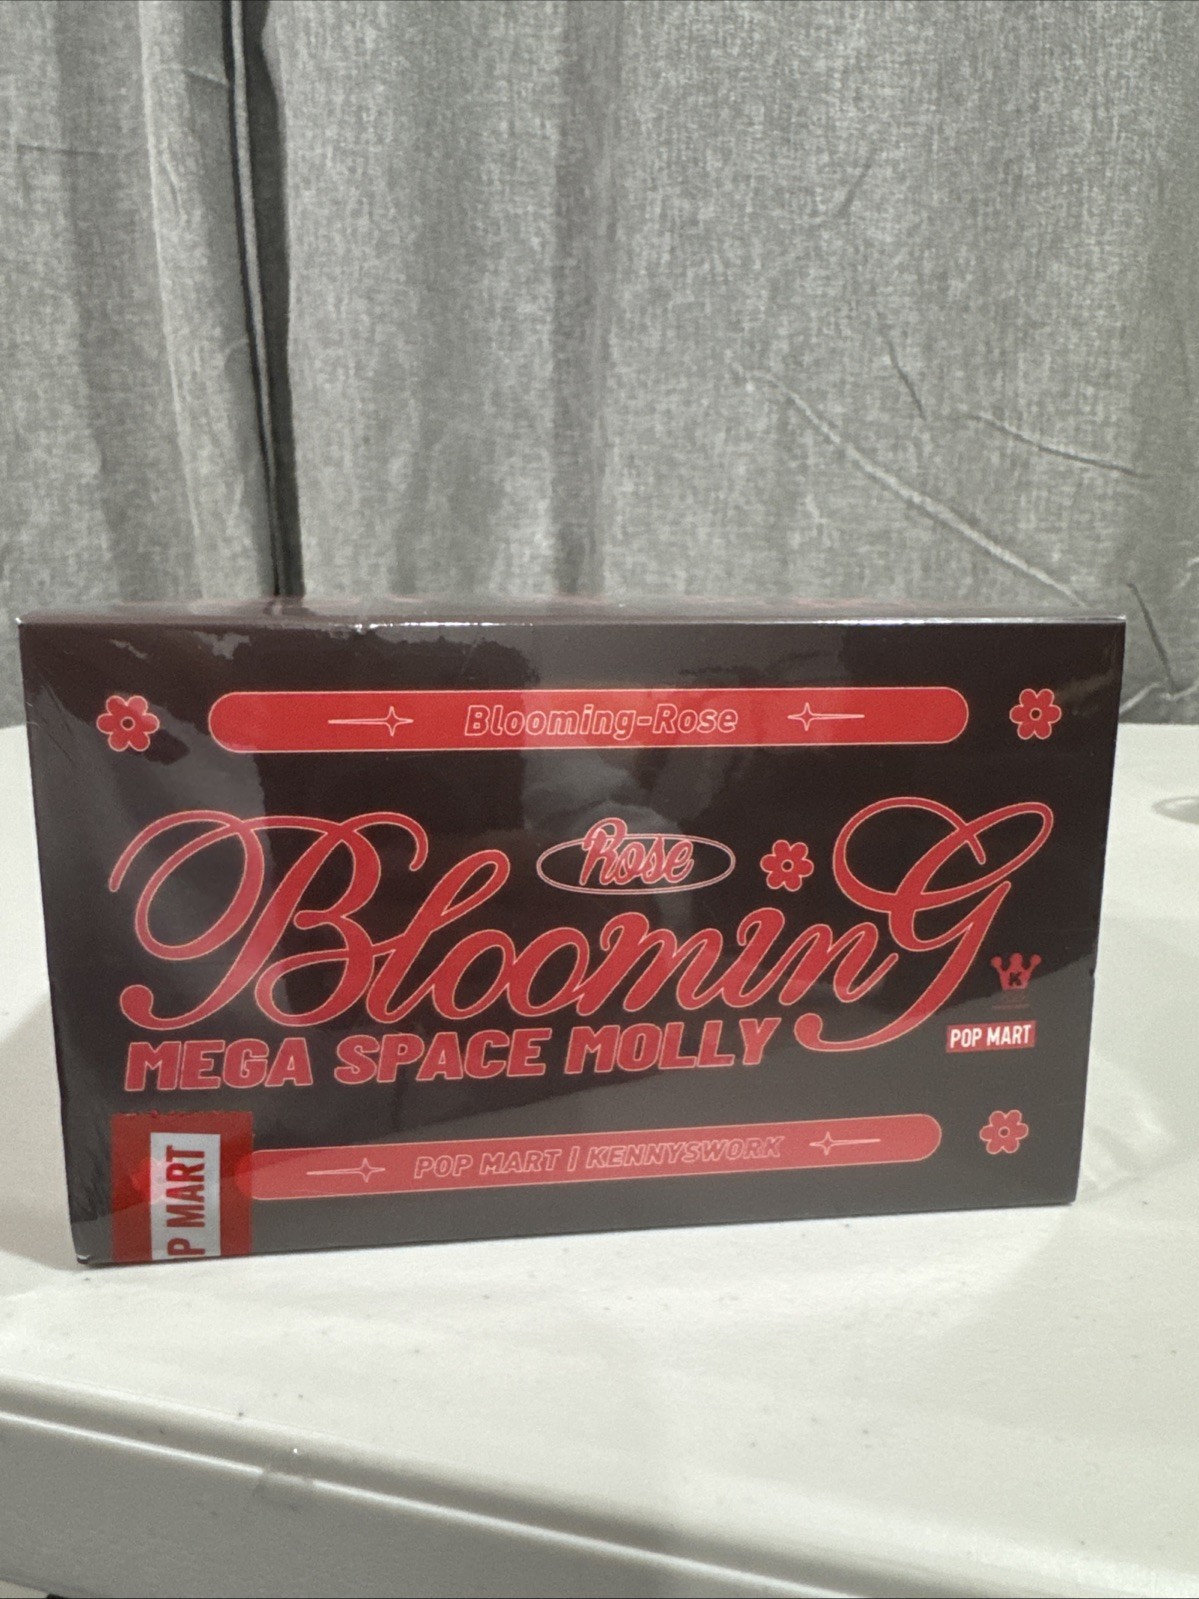 Blooming-Rose
Rose
BloominG
MEGA SPACE MOLLY
K
POP MART
POP MART | KENNYSWORK
P MART